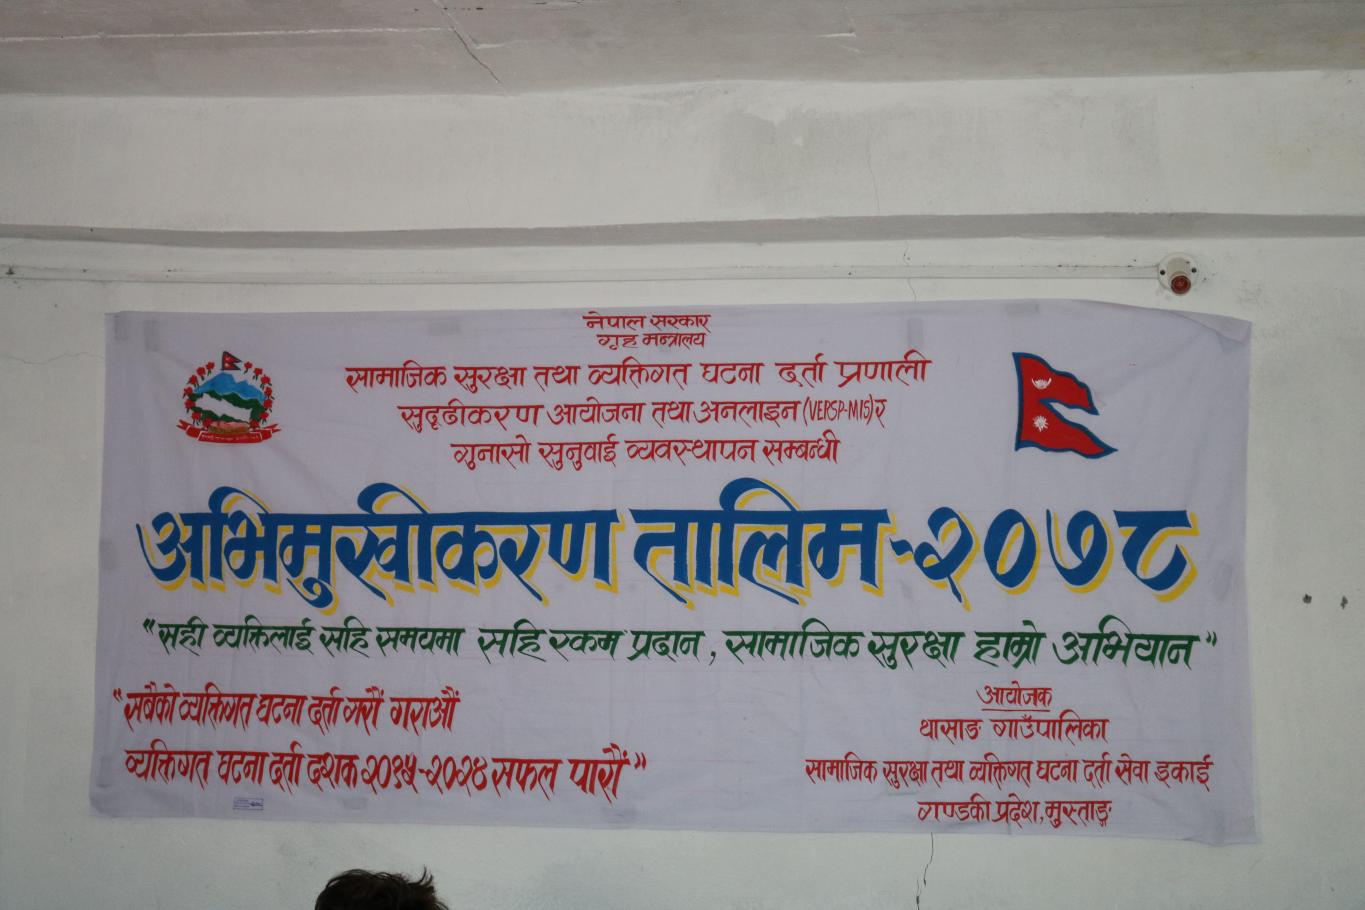 नेपाल सरकार
गृह मन्त्रालय
सामाजिक सुरक्षा तथा व्यक्तिगत घटना दर्ता प्रणाली
सुदृढीकरण आयोजना तथा अनलाइन (VERSP-MIS) र
गुनासो सुनुवाई व्यवस्थापन सम्बन्धी
अभिमुखीकरण तालिम-२०७८
"सही व्यक्तिलाई सहि समयमा सहि रकम प्रदान, सामाजिक सुरक्षा हाम्रो अभियान"
"सबैको व्यक्तिगत घटना दर्ता गरौं गराऔं
व्यक्तिगत घटना दर्ता दशक २०१५-२०२४ सफल पारौं"
आयोजक
थासाङ गाउँपालिका
सामाजिक सुरक्षा तथा व्यक्तिगत घटना दर्ता सेवा इकाई
गण्डकी प्रदेश, मुस्ताङ्ग